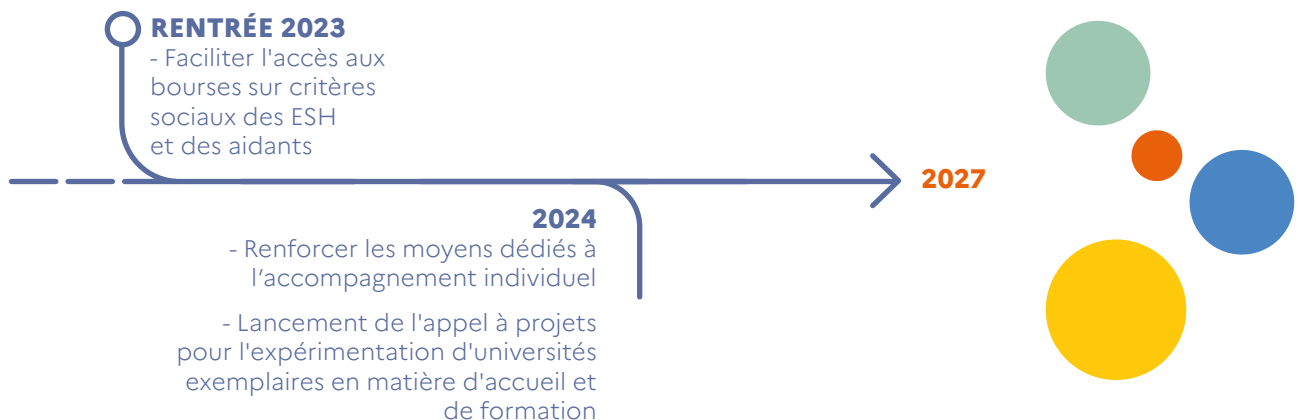 RENTRÉE 2023
- Faciliter l'accès aux
bourses sur critères
sociaux des ESH
et des aidants
2027
2024
- Renforcer les moyens dédiés à
l’accompagnement individuel
- Lancement de l'appel à projets
pour l'expérimentation d'universités
exemplaires en matière d'accueil et
de formation